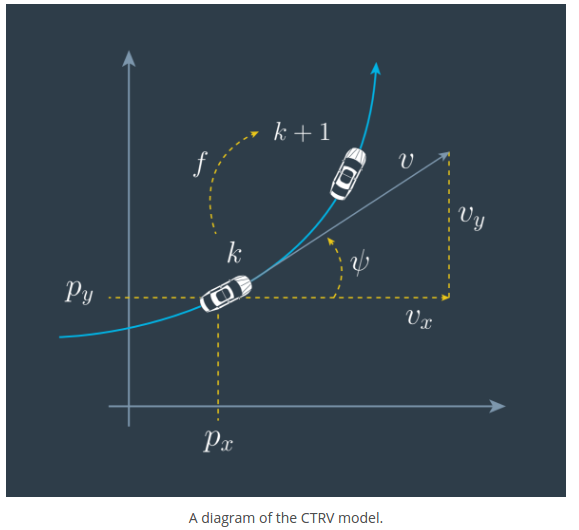 k + 1
v
f
v_y
k
ψ
p_y
v_x
p_x
A diagram of the CTRV model.